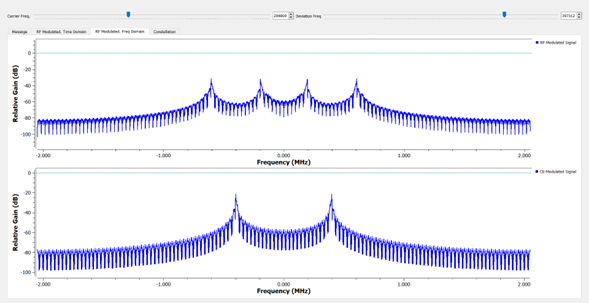 Carrier Freq. 294809 Deviation Freq 397312
Message RF Modulated, Time Domain RF Modulated, Freq Domain Constellation
RF Modulated Signal
Relative Gain (dB)
0
-20
-40
-60
-80
-100
-2.000 -1.000 0.000 1.000 2.000
Frequency (MHz)
CB Modulated Signal
Relative Gain (dB)
0
-20
-40
-60
-80
-100
-2.000 -1.000 0.000 1.000 2.000
Frequency (MHz)